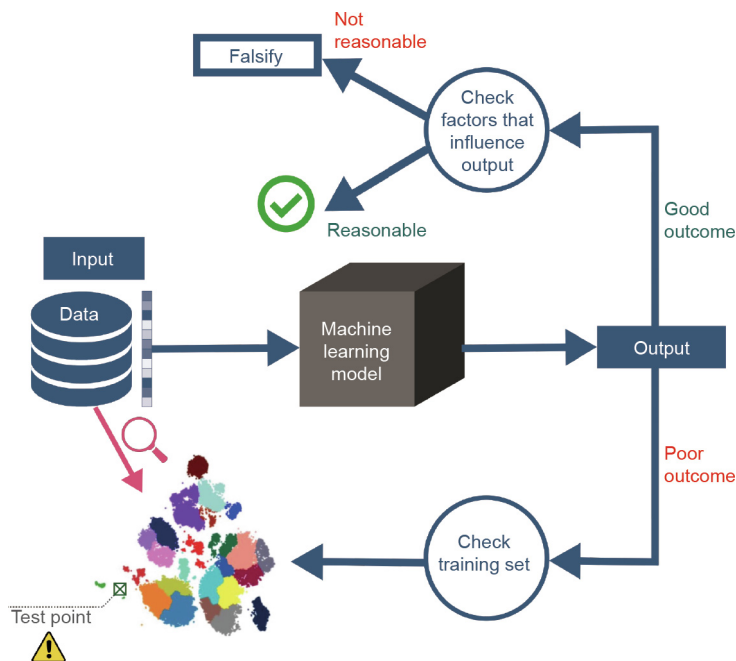 Not
reasonable
Falsify
Check
factors that
influence
output
Reasonable
Good
outcome
Input
Data
Machine
learning
model
Output
Poor
outcome
Check
training set
Test point
!